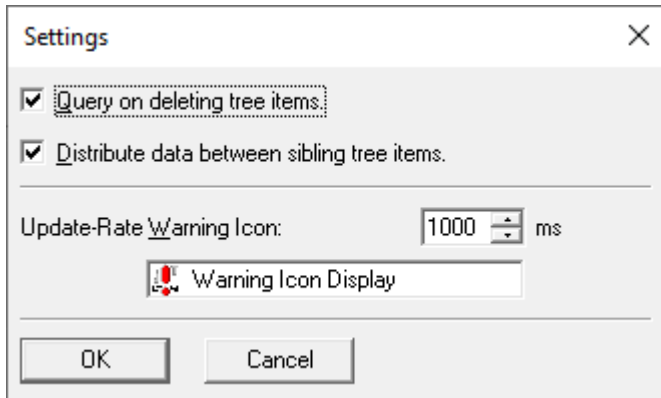 Settings
Query on deleting tree items.
Distribute data between sibling tree items.
Update-Rate Warning Icon: 1000 ms
Warning Icon Display
OK Cancel